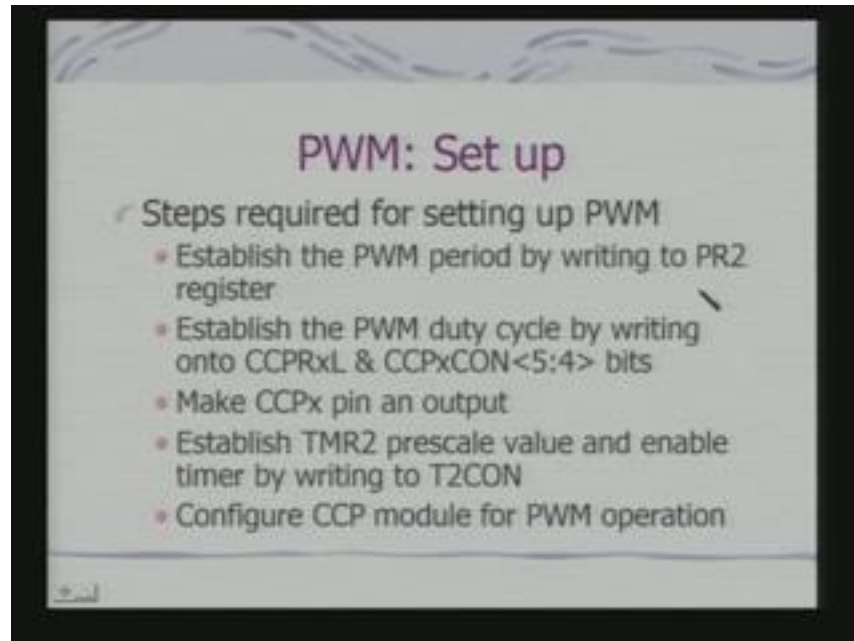 PWM: Set up
Steps required for setting up PWM
Establish the PWM period by writing to PR2
register
Establish the PWM duty cycle by writing
onto CCPRxL & CCPxCON<5:4> bits
Make CCPx pin an output
Establish TMR2 prescale value and enable
timer by writing to T2CON
Configure CCP module for PWM operation